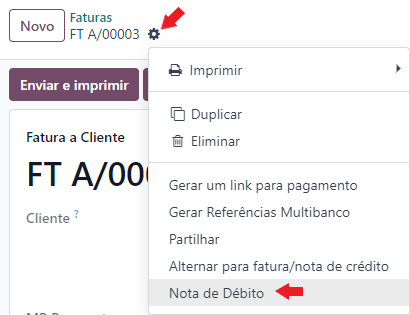 Novo
Faturas
FT A/00003
Imprimir
Enviar e imprimir
Duplicar
Eliminar
Fatura a Cliente
FT A/000
Gerar um link para pagamento
Cliente ?
Gerar Referências Multibanco
Partilhar
Alternar para fatura/nota de crédito
Nota de Débito